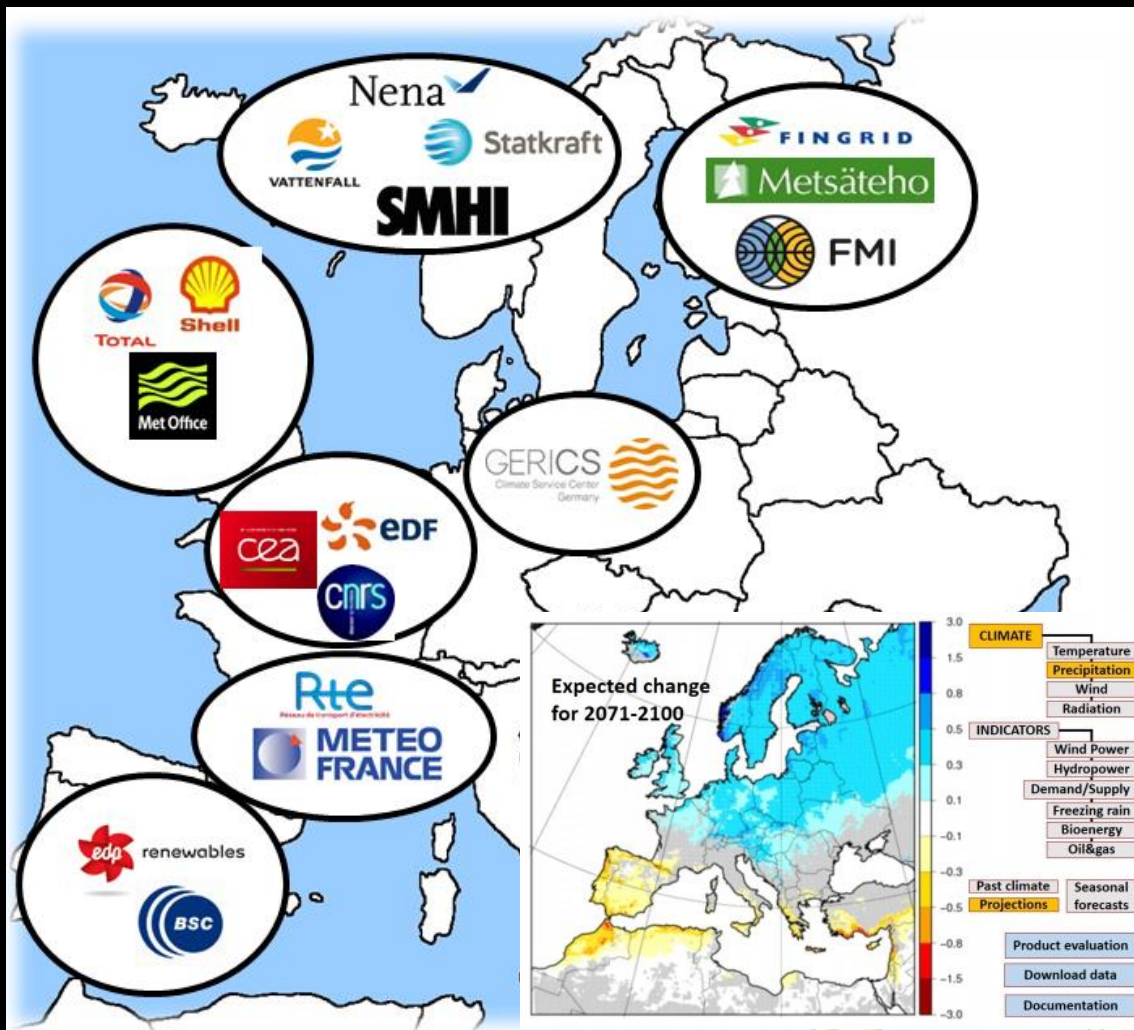 Nena
VATTENFALL
Statkraft
SMHI
FINGRID
Metsäteho
FMI
TOTAL
Shell
Met Office
GERICS
Climate Service Center
Germany
cea
eDF
cnrs
Rte
Réseau de transport d'électricité
METEO
FRANCE
edp renewables
BSC
Expected change
for 2071-2100
3.0
1.5
0.8
0.5
0.3
0.1
−0.1
−0.3
−0.5
−0.8
−1.5
−3.0
CLIMATE
Temperature
Precipitation
Wind
Radiation
INDICATORS
Wind Power
Hydropower
Demand/Supply
Freezing rain
Bioenergy
Oil&gas
Past climate
Projections
Seasonal
forecasts
Product evaluation
Download data
Documentation